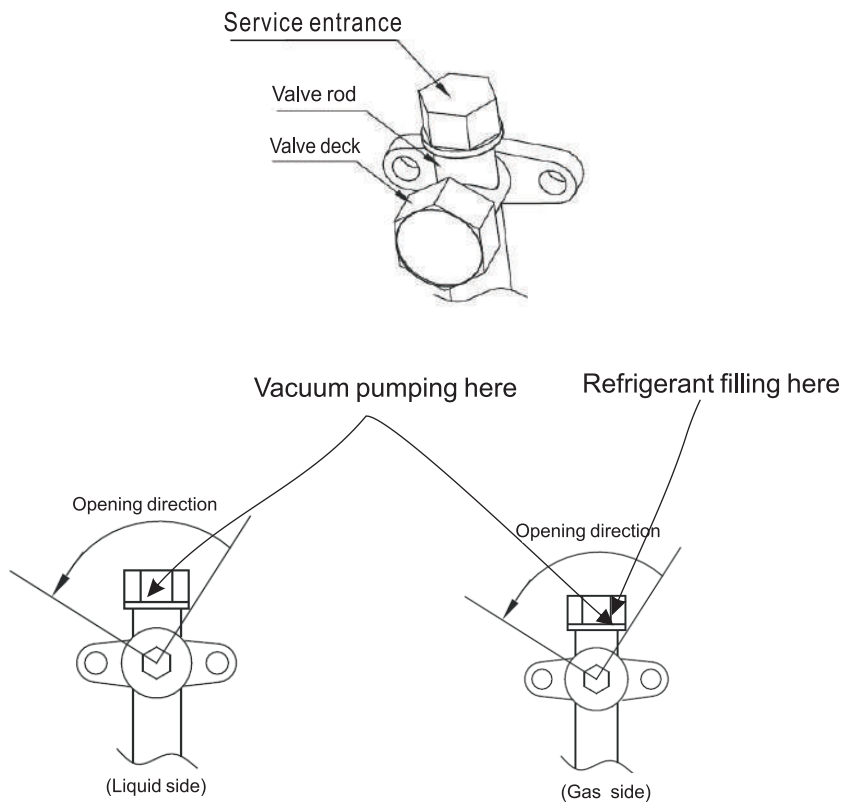 Service entrance
Valve rod
Valve deck
Vacuum pumping here
Refrigerant filling here
Opening direction
Opening direction
(Liquid side)
(Gas side)